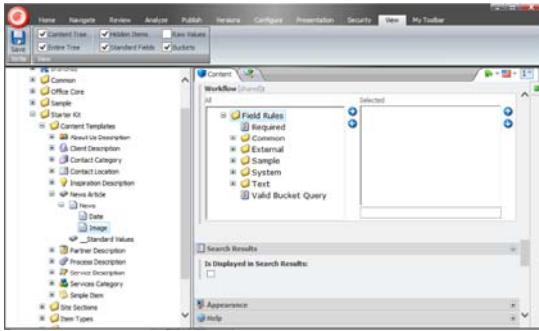 Home Navigate Review Analyze Publish Versions Configure Presentation Security View My Toolbar
Content Tree Hidden Items Raw Values
Entire Tree Standard Fields Buckets
Save
Write View
Content
Workflow
All
Selected
Field Rules
Required
Common
External
Sample
System
Text
Valid Bucket Query
Search Results
Is Displayed in Search Results:
Appearance
Help
Common
Office Core
Sample
Starter Kit
Content Templates
About Us Description
Client Description
Contact Category
Contact Location
Inspiration Description
News Article
News
Date
Image
__Standard Values
Partner Description
Process Description
Service Description
Services Category
Simple Item
Site Sections
Item Types